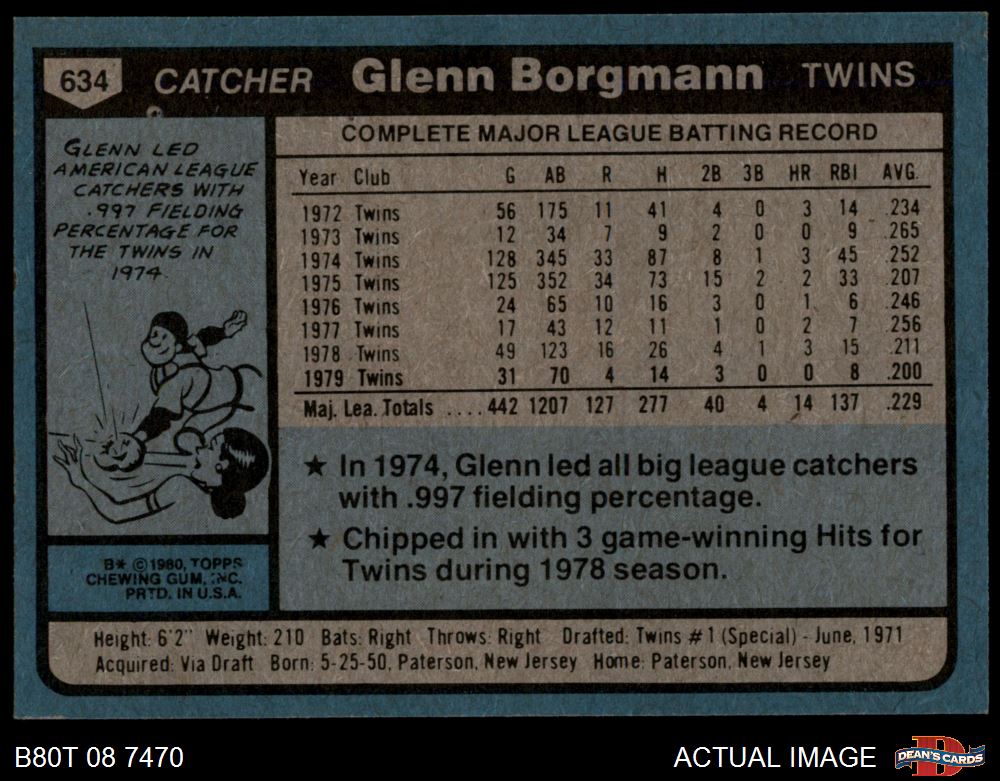 634 CATCHER Glenn Borgmann TWINS
GLENN LED
AMERICAN LEAGUE
CATCHERS WITH
.997 FIELDING
PERCENTAGE FOR
THE TWINS IN
1974.
COMPLETE MAJOR LEAGUE BATTING RECORD
Year Club G AB R H 2B 3B HR RBI AVG.
1972 Twins 56 175 11 41 4 0 3 14 .234
1973 Twins 12 34 7 9 2 0 0 9 .265
1974 Twins 128 345 33 87 8 1 3 45 .252
1975 Twins 125 352 34 73 15 2 2 33 .207
1976 Twins 24 65 10 16 3 0 1 6 .246
1977 Twins 17 43 12 11 1 0 2 7 .256
1978 Twins 49 123 16 26 4 1 3 15 .211
1979 Twins 31 70 4 14 3 0 0 8 .200
Maj. Lea. Totals ....442 1207 127 277 40 4 14 137 .229
★ In 1974, Glenn led all big league catchers
with .997 fielding percentage.
★ Chipped in with 3 game-winning Hits for
Twins during 1978 season.
B* ©1980, TOPPS
CHEWING GUM, INC.
PRTD. IN U.S.A.
Height: 6'2" Weight: 210 Bats: Right Throws: Right Drafted: Twins #1 (Special) - June, 1971
Acquired: Via Draft Born: 5-25-50, Paterson, New Jersey Home: Paterson, New Jersey
B80T 08 7470 ACTUAL IMAGE
D
DEAN'S CARDS